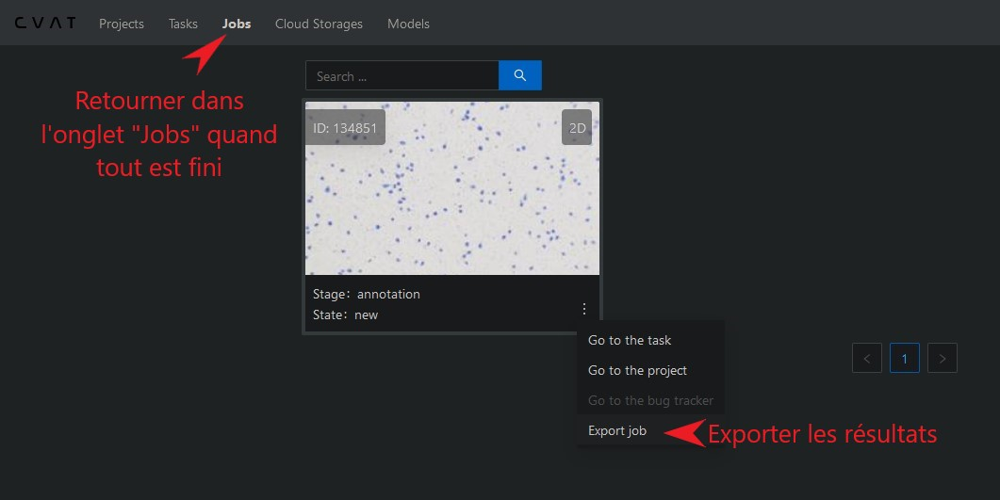 CVAT Projects Tasks Jobs Cloud Storages Models
Search ...
Retourner dans
l'onglet "Jobs" quand
tout est fini
ID: 134851 2D
Stage: annotation
State: new
Go to the task
Go to the project
Go to the bug tracker
Export job
Exporter les résultats
< 1 >